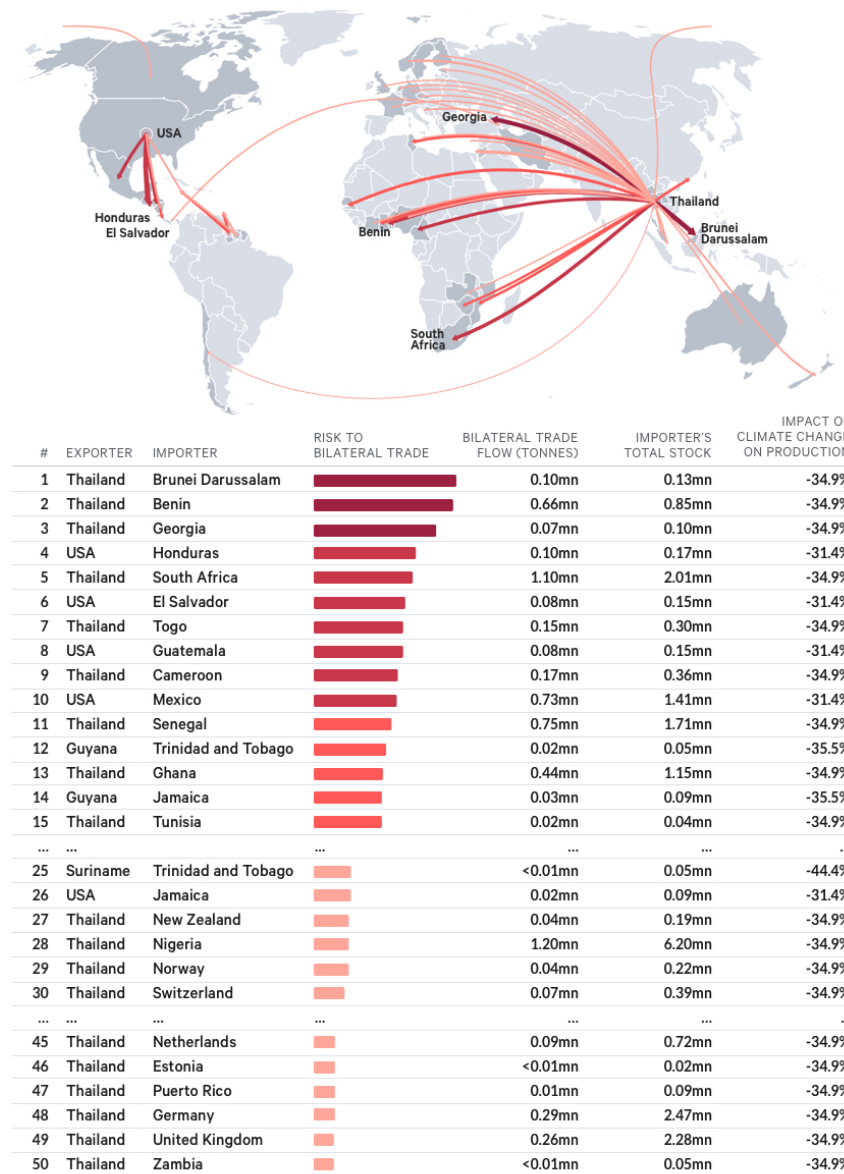 USA
Georgia
Thailand
Honduras
El Salvador
Benin
Brunei
Darussalam
South
Africa
# EXPORTER IMPORTER RISK TO BILATERAL TRADE BILATERAL TRADE FLOW (TONNES) IMPORTER'S TOTAL STOCK IMPACT CLIMATE CHANGE ON PRODUCTION
1 Thailand Brunei Darussalam 0.10mn 0.13mn -34.9%
2 Thailand Benin 0.66mn 0.85mn -34.9%
3 Thailand Georgia 0.07mn 0.10mn -34.9%
4 USA Honduras 0.10mn 0.17mn -31.4%
5 Thailand South Africa 1.10mn 2.01mn -34.9%
6 USA El Salvador 0.08mn 0.15mn -31.4%
7 Thailand Togo 0.15mn 0.30mn -34.9%
8 USA Guatemala 0.08mn 0.15mn -31.4%
9 Thailand Cameroon 0.17mn 0.36mn -34.9%
10 USA Mexico 0.73mn 1.41mn -31.4%
11 Thailand Senegal 0.75mn 1.71mn -34.9%
12 Guyana Trinidad and Tobago 0.02mn 0.05mn -35.5%
13 Thailand Ghana 0.44mn 1.15mn -34.9%
14 Guyana Jamaica 0.03mn 0.09mn -35.5%
15 Thailand Tunisia 0.02mn 0.04mn -34.9%
... ... ... ... ... .
25 Suriname Trinidad and Tobago <0.01mn 0.05mn -44.4%
26 USA Jamaica 0.02mn 0.09mn -31.4%
27 Thailand New Zealand 0.04mn 0.19mn -34.9%
28 Thailand Nigeria 1.20mn 6.20mn -34.9%
29 Thailand Norway 0.04mn 0.22mn -34.9%
30 Thailand Switzerland 0.07mn 0.39mn -34.9%
... ... ... ... ... ... .
45 Thailand Netherlands 0.09mn 0.72mn -34.9%
46 Thailand Estonia <0.01mn 0.02mn -34.9%
47 Thailand Puerto Rico 0.01mn 0.09mn -34.9%
48 Thailand Germany 0.29mn 2.47mn -34.9%
49 Thailand United Kingdom 0.26mn 2.28mn -34.9%
50 Thailand Zambia <0.01mn 0.05mn -34.9%